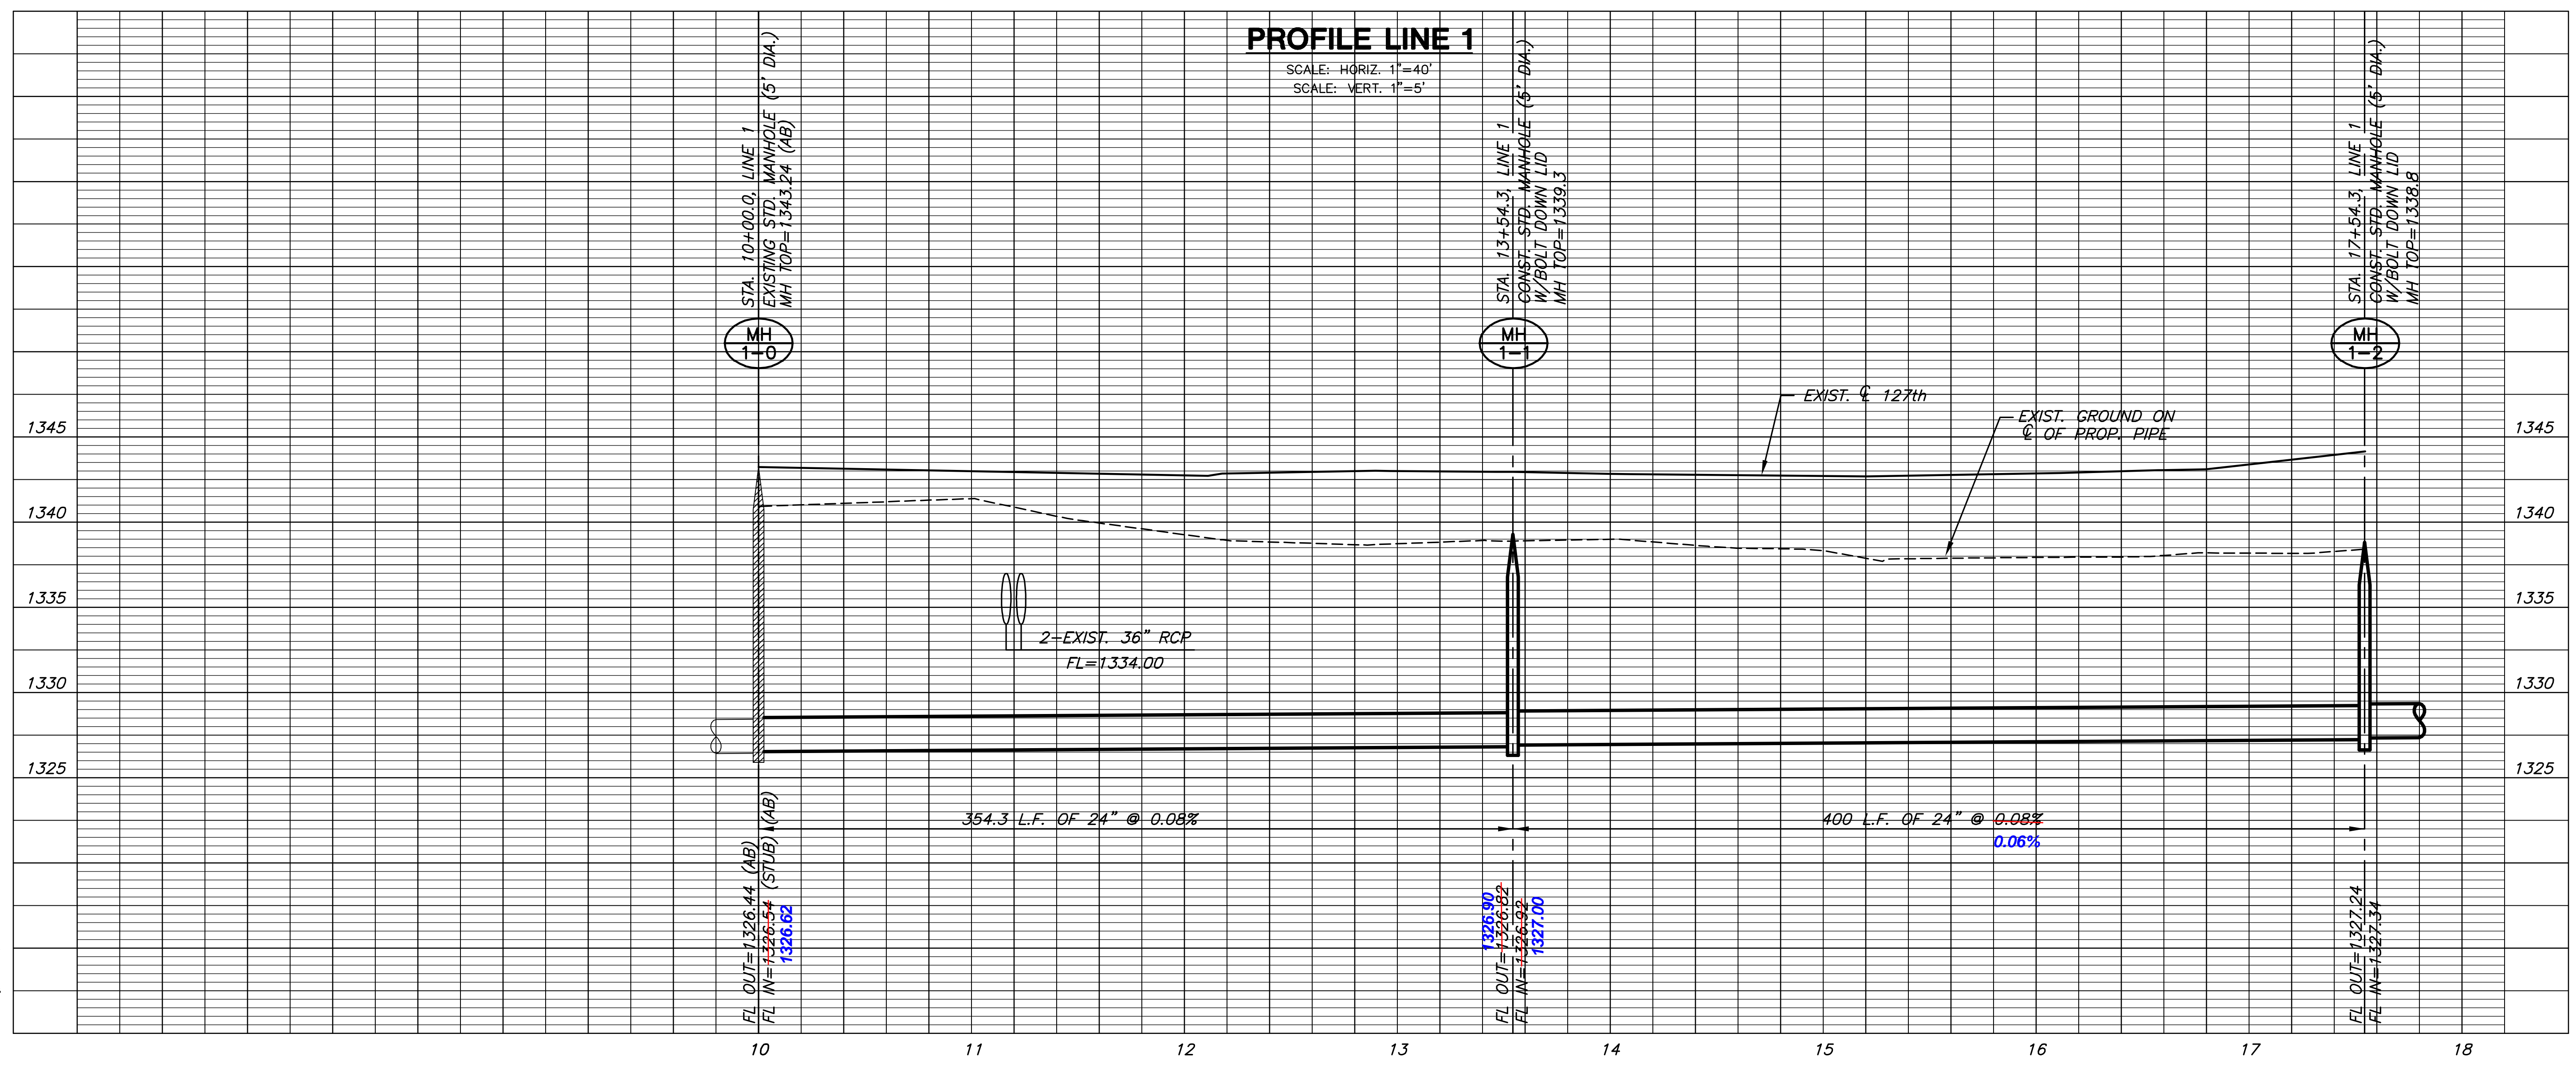 PROFILE LINE 1
SCALE: HORIZ. 1"=40'
SCALE: VERT. 1"=5'
STA. 10+00.0, LINE 1
EXISTING STD. MANHOLE (5' DIA.)
MH TOP=1343.24 (AB)
STA. 13+54.3, LINE 1
CONST. STD. MANHOLE (5' DIA.)
W/BOLT DOWN LID
MH TOP=1339.3
STA. 17+54.3, LINE 1
CONST. STD. MANHOLE (5' DIA.)
W/BOLT DOWN LID
MH TOP=1338.8
MH
1-0
MH
1-1
MH
1-2
EXIST. ℄ 127th
EXIST. GROUND ON
℄ OF PROP. PIPE
1345
1345
1340
1340
1335
1335
2-EXIST. 36" RCP
FL=1334.00
1330
1330
1325
1325
354.3 L.F. OF 24" @ 0.08%
400 L.F. OF 24" @ 0.08%
0.06%
FL OUT=1326.44 (AB)
FL IN=1326.54 (STUB) (AB)
1326.62
1326.90
FL OUT=1326.82
FL IN=1326.92
1327.00
FL OUT=1327.24
FL IN=1327.34
10
11
12
13
14
15
16
17
18